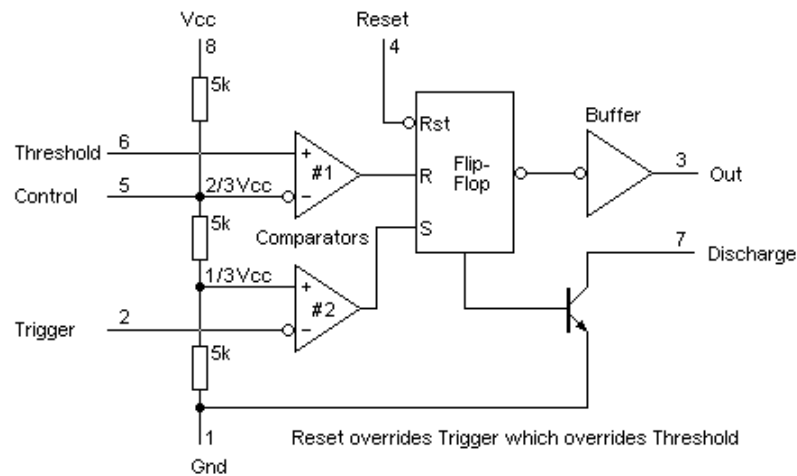 Vcc
Reset
8
4
5k
Buffer
Rst
Threshold
6
+
#1
Flip-
Flop
3
Out
Control
5
2/3Vcc
−
R
5k
Comparators
S
7
Discharge
1/3Vcc
+
#2
Trigger
2
−
5k
1
Reset overrides Trigger which overrides Threshold
Gnd